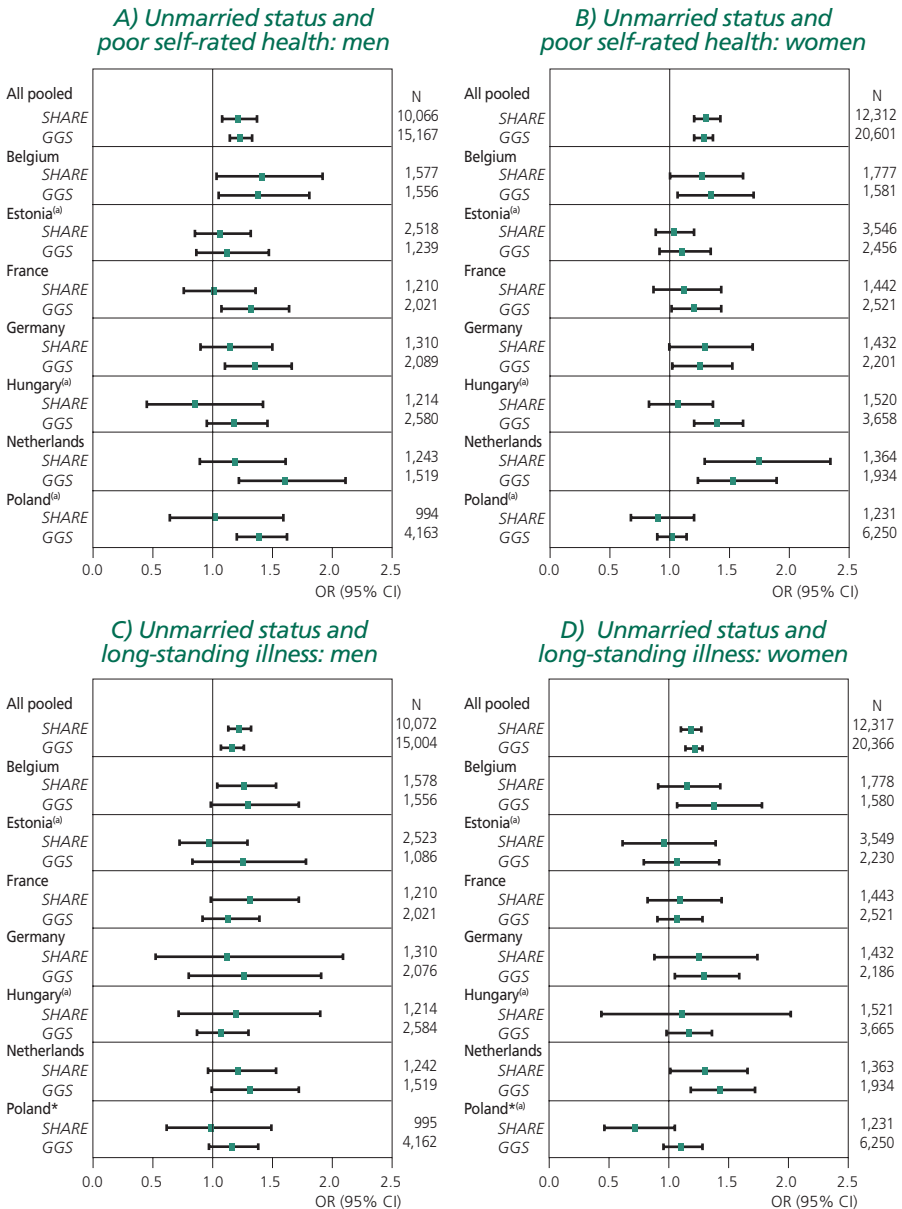 A) Unmarried status and
poor self-rated health: men
All pooled
N
SHARE 10,066
GGS 15,167
Belgium
SHARE 1,577
GGS 1,556
Estonia(a)
SHARE 2,518
GGS 1,239
France
SHARE 1,210
GGS 2,021
Germany
SHARE 1,310
GGS 2,089
Hungary(a)
SHARE 1,214
GGS 2,580
Netherlands
SHARE 1,243
GGS 1,519
Poland(a)
SHARE 994
GGS 4,163
0.0 0.5 1.0 1.5 2.0 2.5
OR (95% CI)
B) Unmarried status and
poor self-rated health: women
All pooled
N
SHARE 12,312
GGS 20,601
Belgium
SHARE 1,777
GGS 1,581
Estonia(a)
SHARE 3,546
GGS 2,456
France
SHARE 1,442
GGS 2,521
Germany
SHARE 1,432
GGS 2,201
Hungary(a)
SHARE 1,520
GGS 3,658
Netherlands
SHARE 1,364
GGS 1,934
Poland(a)
SHARE 1,231
GGS 6,250
0.0 0.5 1.0 1.5 2.0 2.5
OR (95% CI)
C) Unmarried status and
long-standing illness: men
All pooled
N
SHARE 10,072
GGS 15,004
Belgium
SHARE 1,578
GGS 1,556
Estonia(a)
SHARE 2,523
GGS 1,086
France
SHARE 1,210
GGS 2,021
Germany
SHARE 1,310
GGS 2,076
Hungary(a)
SHARE 1,214
GGS 2,584
Netherlands
SHARE 1,242
GGS 1,519
Poland*
SHARE 995
GGS 4,162
0.0 0.5 1.0 1.5 2.0 2.5
OR (95% CI)
D) Unmarried status and
long-standing illness: women
All pooled
N
SHARE 12,317
GGS 20,366
Belgium
SHARE 1,778
GGS 1,580
Estonia(a)
SHARE 3,549
GGS 2,230
France
SHARE 1,443
GGS 2,521
Germany
SHARE 1,432
GGS 2,186
Hungary(a)
SHARE 1,521
GGS 3,665
Netherlands
SHARE 1,363
GGS 1,934
Poland*(a)
SHARE 1,231
GGS 6,250
0.0 0.5 1.0 1.5 2.0 2.5
OR (95% CI)